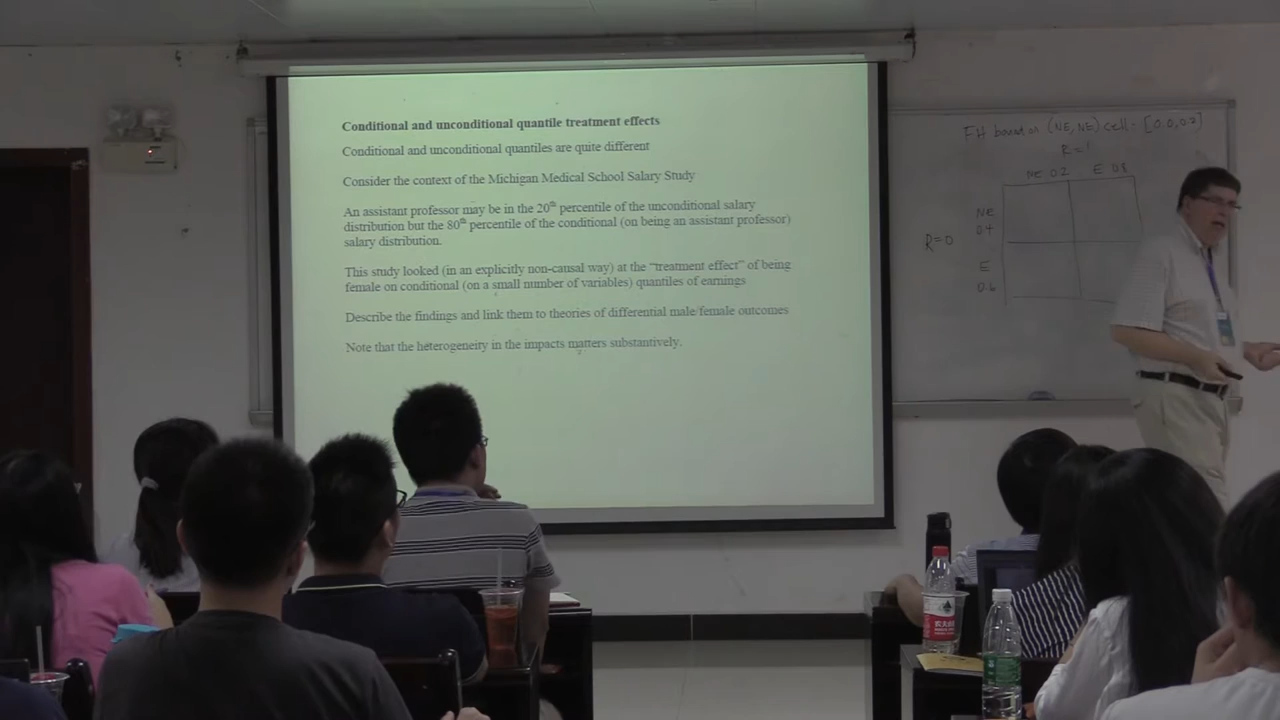 Conditional and unconditional quantile treatment effects
Conditional and unconditional quantiles are quite different
Consider the context of the Michigan Medical School Salary Study
An assistant professor may be in the 20th percentile of the unconditional salary
distribution but the 80th percentile of the conditional (on being an assistant professor)
salary distribution.
This study looked (in an explicitly non-causal way) at the "treatment effect" of being
female on conditional (on a small number of variables) quantiles of earnings
Describe the findings and link them to theories of differential male/female outcomes
Note that the heterogeneity in the impacts matters substantively.
FH based on (NE, NE) cell = [0.0, 0.2]
R=1
NE 0.2 E 0.8
NE
0.4
R=0
E
0.6
农夫山泉